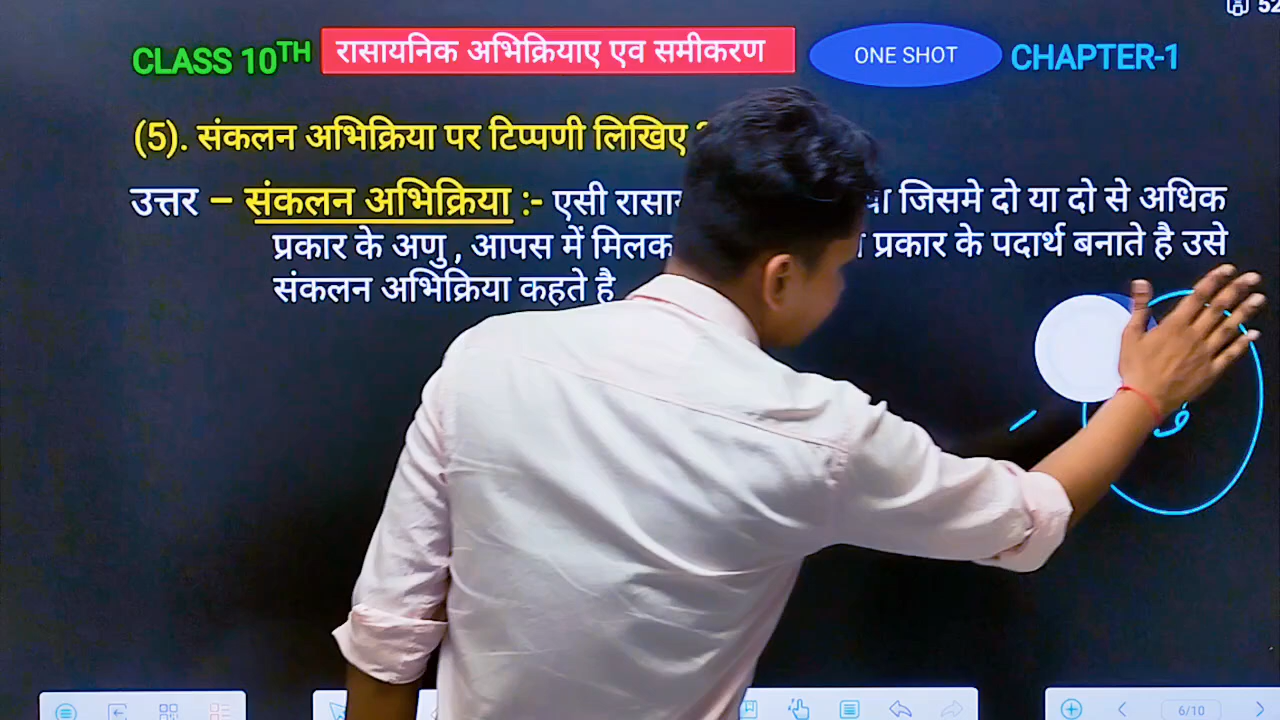 52
CLASS 10TH रासायनिक अभिक्रियाए एव समीकरण ONE SHOT CHAPTER-1
(5). संकलन अभिक्रिया पर टिप्पणी लिखिए
उत्तर – संकलन अभिक्रिया :- एसी जिसमे दो या दो से अधिक
प्रकार के अणु , आपस में प्रकार के पदार्थ बनाते है उसे
संकलन अभिक्रिया कहते है
6/10